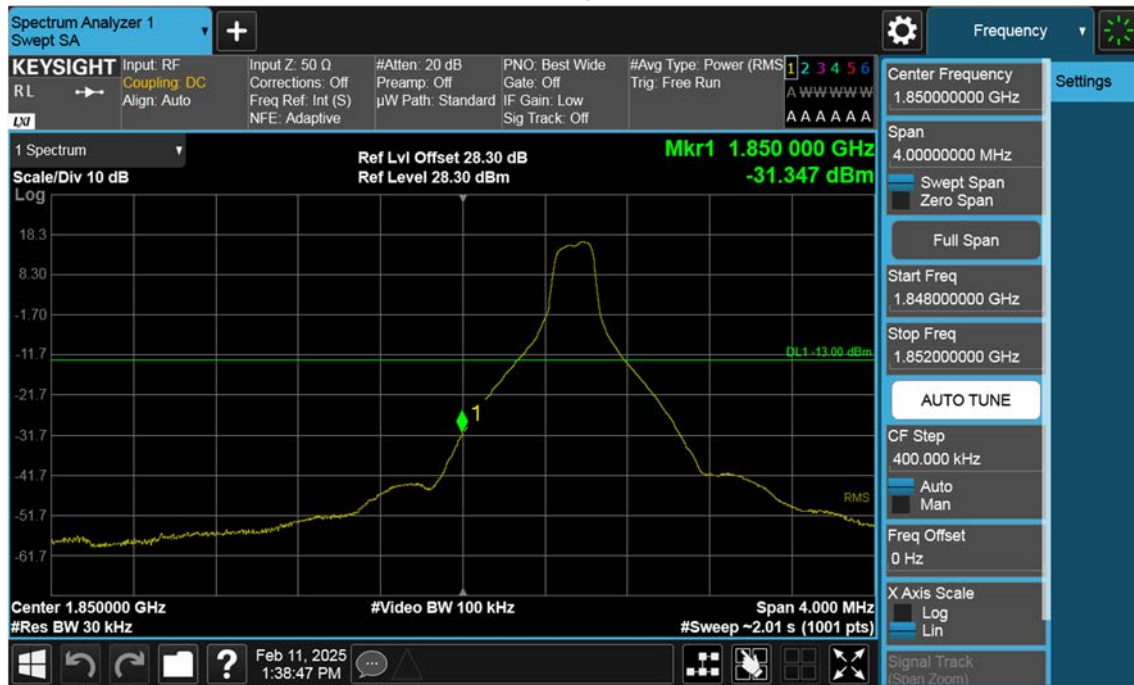 Spectrum Analyzer 1
Swept SA
Frequency
KEYSIGHT
RL
LXI
Input: RF
Coupling: DC
Align: Auto
Input Z: 50 Ω
Corrections: Off
Freq Ref: Int (S)
NFE: Adaptive
#Atten: 20 dB
Preamp: Off
µW Path: Standard
PNO: Best Wide
Gate: Off
IF Gain: Low
Sig Track: Off
#Avg Type: Power (RMS
Trig: Free Run
1 2 3 4 5 6
A W W W W W
A A A A A A
1 Spectrum
Scale/Div 10 dB
Ref Lvl Offset 28.30 dB
Ref Level 28.30 dBm
Mkr1 1.850 000 GHz
-31.347 dBm
Log
18.3
8.30
-1.70
-11.7
-21.7
-31.7
-41.7
-51.7
-61.7
DL1 -13.00 dBm
1
RMS
Center 1.850000 GHz
#Video BW 100 kHz
Span 4.000 MHz
#Res BW 30 kHz
#Sweep ~2.01 s (1001 pts)
Feb 11, 2025
1:38:47 PM
Center Frequency
1.850000000 GHz
Settings
Span
4.00000000 MHz
Swept Span
Zero Span
Full Span
Start Freq
1.848000000 GHz
Stop Freq
1.852000000 GHz
AUTO TUNE
CF Step
400.000 kHz
Auto
Man
Freq Offset
0 Hz
X Axis Scale
Log
Lin
Signal Track
(Span Zoom)